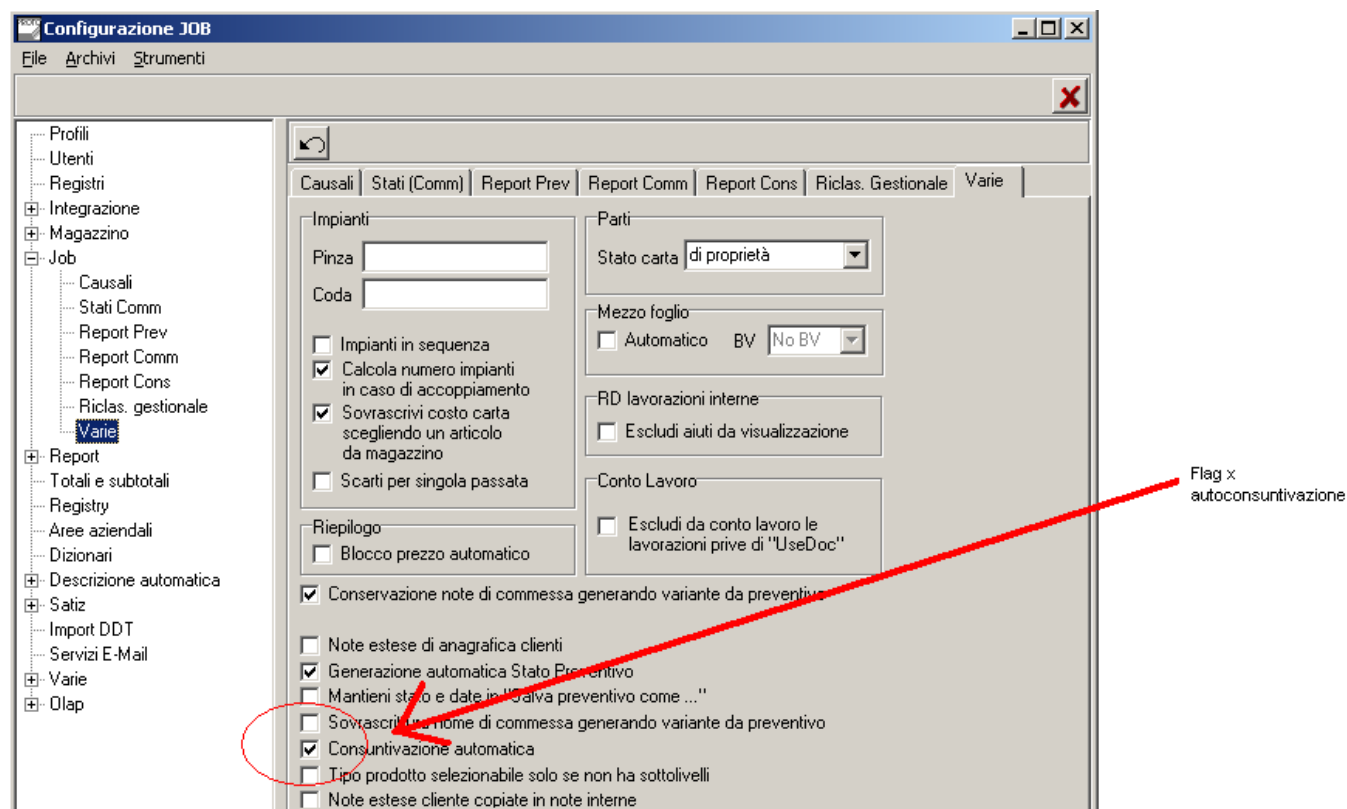 Configurazione JOB
File Archivi Strumenti
Profili
Utenti
Registri
Integrazione
Magazzino
Job
Causali
Stati Comm
Report Prev
Report Comm
Report Cons
Riclas. gestionale
Varie
Report
Totali e subtotali
Registry
Aree aziendali
Dizionari
Descrizione automatica
Satiz
Import DDT
Servizi E-Mail
Varie
Olap
Causali Stati (Comm) Report Prev Report Comm Report Cons Riclas. Gestionale Varie
Impianti
Pinza
Coda
Impianti in sequenza
Calcola numero impianti
in caso di accoppiamento
Sovrascrivi costo carta
scegliendo un articolo
da magazzino
Scarti per singola passata
Riepilogo
Blocco prezzo automatico
Parti
Stato carta di proprietà
Mezzo foglio
Automatico BV No BV
RD lavorazioni interne
Escludi aiuti da visualizzazione
Conto Lavoro
Escludi da conto lavoro le
lavorazioni prive di "UseDoc"
Conservazione note di commessa generando variante da preventivo
Note estese di anagrafica clienti
Generazione automatica Stato Preventivo
Mantieni stato e date in "Salva preventivo come ..."
Sovrascrittura nome di commessa generando variante da preventivo
Consuntivazione automatica
Tipo prodotto selezionabile solo se non ha sottolivelli
Note estese cliente copiate in note interne
Flag x
autoconsuntivazione